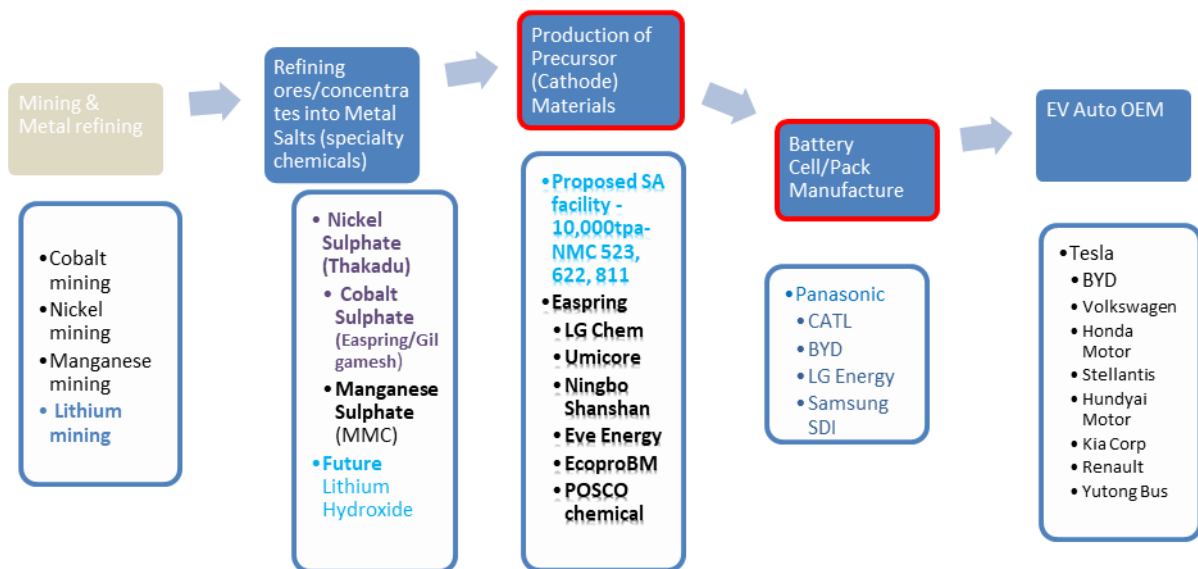 Mining &
Metal refining
Refining
ores/concentra
tes into Metal
Salts (specialty
chemicals)
Production of
Precursor
(Cathode)
Materials
Battery
Cell/Pack
Manufacture
EV Auto OEM
•Cobalt
mining
•Nickel
mining
•Manganese
mining
• Lithium
mining
• Nickel
Sulphate
(Thakadu)
• Cobalt
Sulphate
(Easpring/Gil
gamesh)
•Manganese
Sulphate
(MMC)
•Future
Lithium
Hydroxide
•Proposed SA
facility -
10,000tpa-
NMC 523,
622, 811
•Easpring
•LG Chem
•Umicore
•Ningbo
Shanshan
•Eve Energy
•EcoproBM
•POSCO
chemical
•Panasonic
•CATL
•BYD
•LG Energy
•Samsung
SDI
•Tesla
•BYD
•Volkswagen
•Honda
Motor
•Stellantis
•Hundyai
Motor
•Kia Corp
•Renault
•Yutong Bus